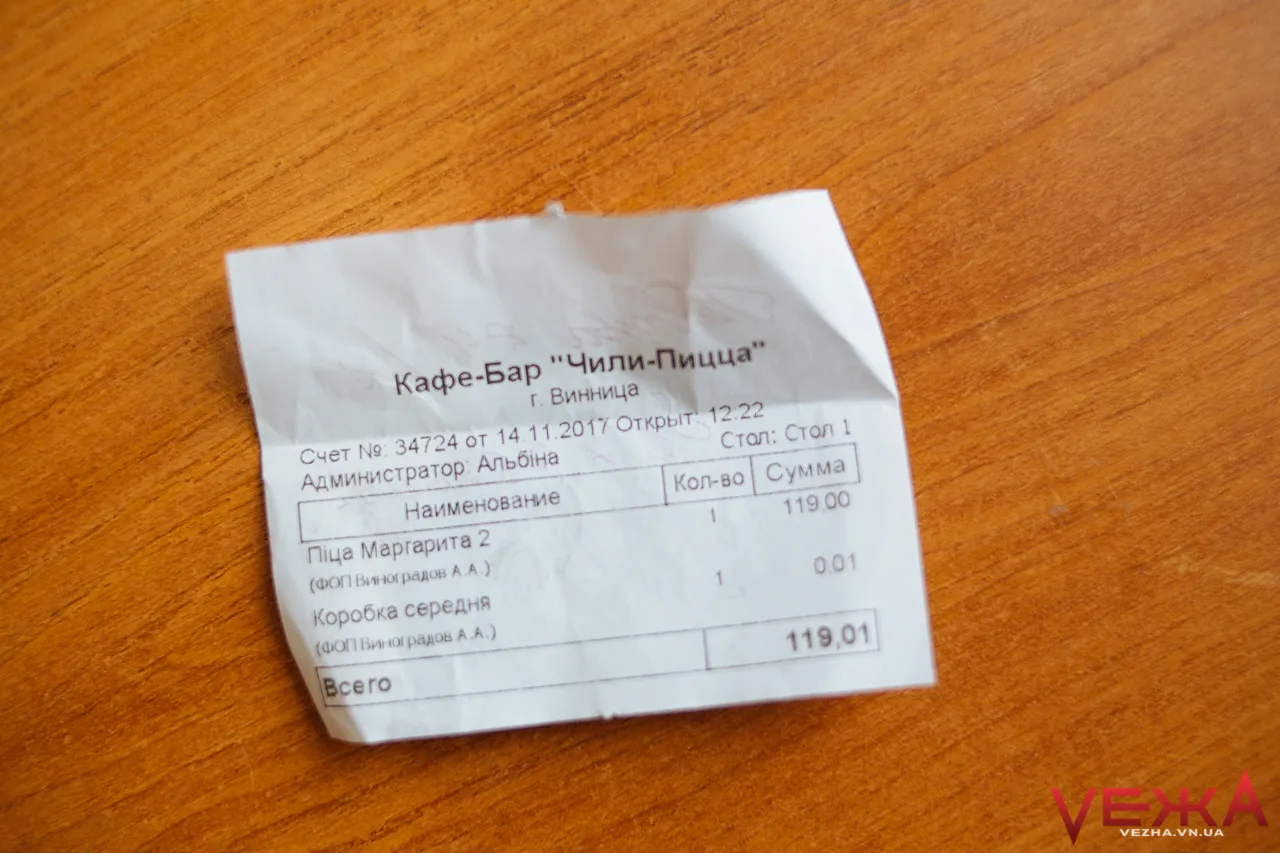 Кафе-Бар "Чили-Пицца"
г. Винница
Счет №: 34724 от 14.11.2017 Открыт: 12:22
Администратор: Альбіна Стол: Стол 1
Наименование Кол-во Сумма
Піца Маргарита 2 1 119,00
(ФОП Виноградов А.А.)
Коробка середня 1 0,01
(ФОП Виноградов А.А.)
Всего 119,01
VЕЖА
VEZHA.VN.UA